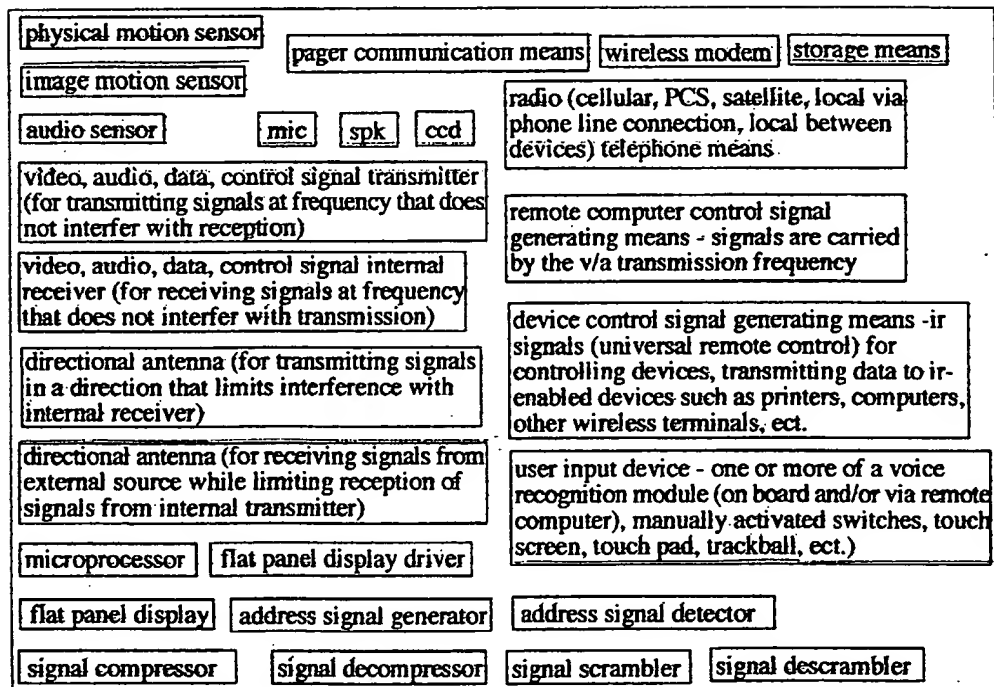 physical motion sensor
pager communication means
wireless modem
storage means
image motion sensor
radio (cellular, PCS, satellite, local via
phone line connection, local between
devices) telephone means
audio sensor
mic
spk
ccd
video, audio, data, control signal transmitter
(for transmitting signals at frequency that does
not interfer with reception)
remote computer control signal
generating means - signals are carried
by the v/a transmission frequency
video, audio, data, control signal internal
receiver (for receiving signals at frequency
that does not interfer with transmission)
device control signal generating means -ir
signals (universal remote control) for
controlling devices, transmitting data to ir-
enabled devices such as printers, computers,
other wireless terminals, ect.
directional antenna (for transmitting signals
in a direction that limits interference with
internal receiver)
directional antenna (for receiving signals from
external source while limiting reception of
signals from internal transmitter)
user input device - one or more of a voice
recognition module (on board and/or via remote
computer), manually activated switches, touch
screen, touch pad, trackball, ect.)
microprocessor
flat panel display driver
flat panel display
address signal generator
address signal detector
signal compressor
signal decompressor
signal scrambler
signal descrambler